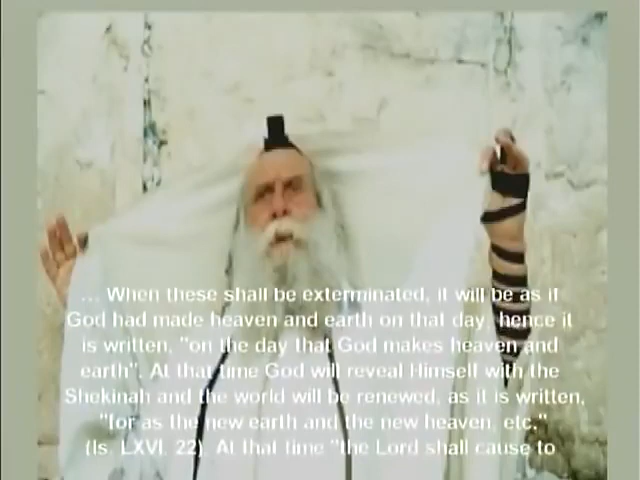 ... When these shall be exterminated, it will be as if
God had made heaven and earth on that day, hence it
is written, "on the day that God makes heaven and
earth". At that time God will reveal Himself with the
Shekinah and the world will be renewed, as it is written,
"for as the new earth and the new heaven, etc."
(Is. LXVI. 22). At that time "the Lord shall cause to